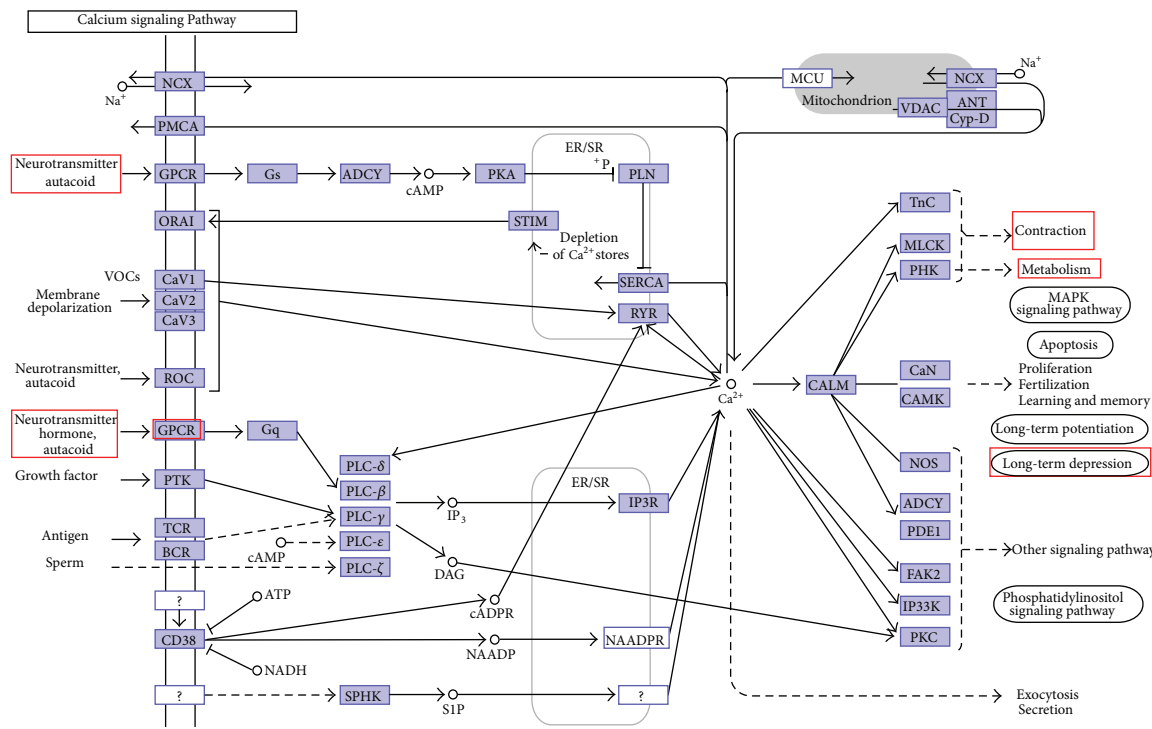 Calcium signaling Pathway
NCX
Na⁺
PMCA
Neurotransmitter
autacoid
GPCR
Gs
ADCY
cAMP
PKA
ER/SR
⁺P
PLN
MCU
Mitochondrion
NCX
Na⁺
VDAC
ANT
Cyp-D
ORAI
STIM
Depletion
of Ca²⁺ stores
VOCs
Membrane
depolarization
CaV1
CaV2
CaV3
SERCA
RYR
Neurotransmitter,
autacoid
ROC
Neurotransmitter
hormone,
autacoid
GPCR
Gq
Growth factor
PTK
Antigen
TCR
BCR
Sperm
cAMP
PLC-δ
PLC-β
PLC-γ
PLC-ε
PLC-ζ
IP₃
DAG
ER/SR
IP3R
?
ATP
CD38
NADH
cADPR
NAADP
NAADPR
?
SPHK
S1P
?
Ca²⁺
CALM
TnC
MLCK
PHK
CaN
CAMK
NOS
ADCY
PDE1
FAK2
IP33K
PKC
Contraction
Metabolism
MAPK
signaling pathway
Apoptosis
Proliferation
Fertilization
Learning and memory
Long-term potentiation
Long-term depression
Other signaling pathway
Phosphatidylinositol
signaling pathway
Exocytosis
Secretion